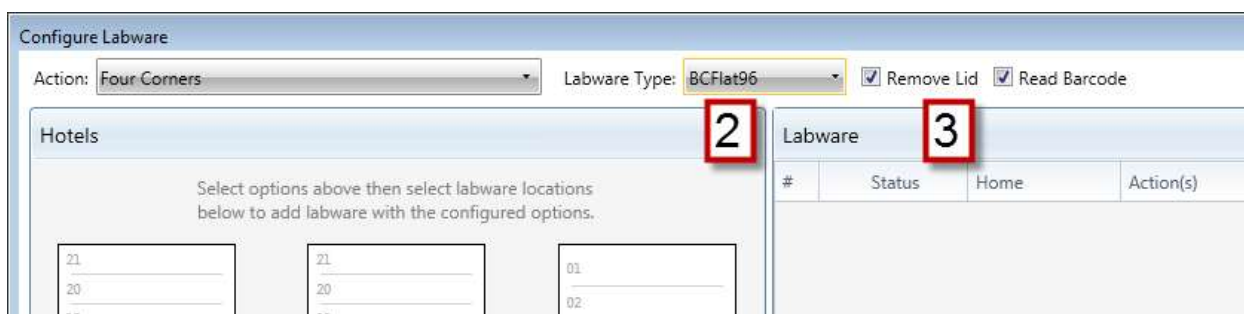 Configure Labware
Action: Four Corners Labware Type: BCFlat96 Remove Lid Read Barcode
2
3
Hotels
Labware
Select options above then select labware locations
below to add labware with the configured options.
# Status Home Action(s)
21 21 01
20 20 02